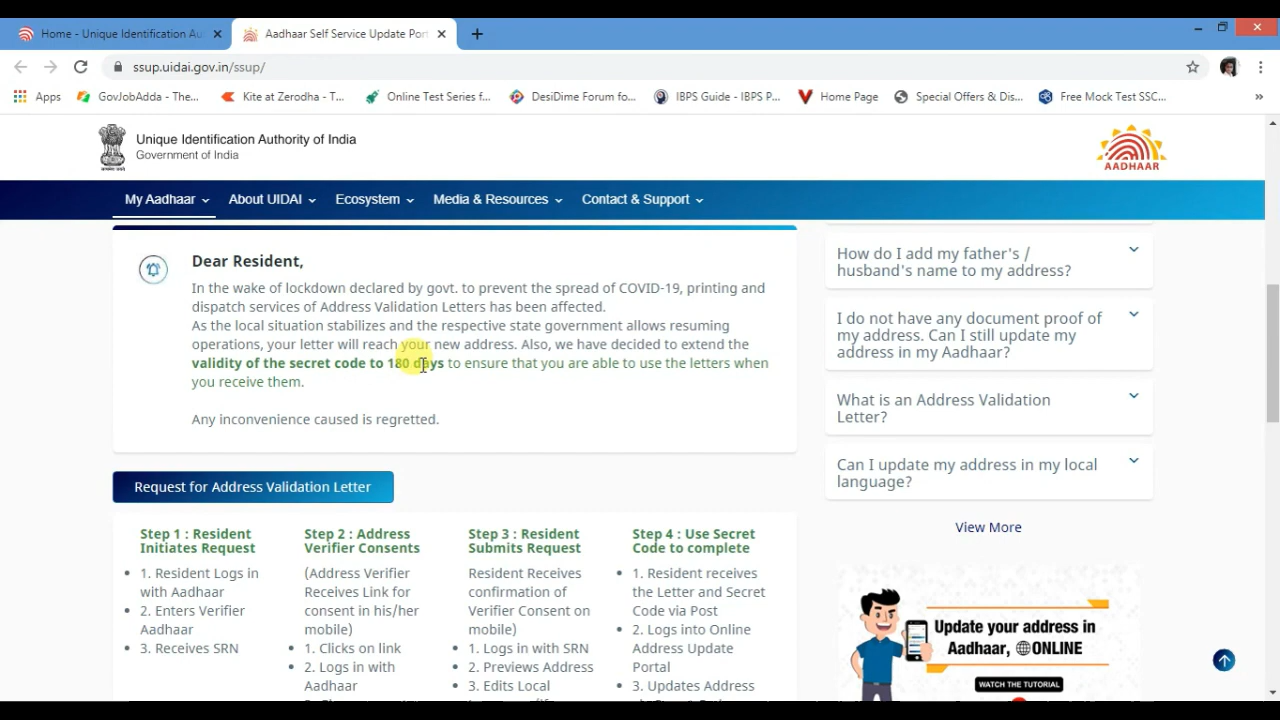 Home - Unique Identification Au
Aadhaar Self Service Update Port
ssup.uidai.gov.in/ssup/
Apps
GovJobAdda - The...
Kite at Zerodha - T...
Online Test Series f...
DesiDime Forum fo...
IBPS Guide - IBPS P...
Home Page
Special Offers & Dis...
Free Mock Test SSC...
»
Unique Identification Authority of India
Government of India
AADHAAR
My Aadhaar
About UIDAI
Ecosystem
Media & Resources
Contact & Support
Dear Resident,
In the wake of lockdown declared by govt. to prevent the spread of COVID-19, printing and
dispatch services of Address Validation Letters has been affected.
As the local situation stabilizes and the respective state government allows resuming
operations, your letter will reach your new address. Also, we have decided to extend the
validity of the secret code to 180 days to ensure that you are able to use the letters when
you receive them.
Any inconvenience caused is regretted.
Request for Address Validation Letter
Step 1 : Resident
Initiates Request
1. Resident Logs in
with Aadhaar
2. Enters Verifier
Aadhaar
3. Receives SRN
Step 2 : Address
Verifier Consents
(Address Verifier
Receives Link for
consent in his/her
mobile)
1. Clicks on link
2. Logs in with
Aadhaar
Step 3 : Resident
Submits Request
Resident Receives
confirmation of
Verifier Consent on
mobile)
1. Log in with SRN
2. Previews Address
3. Edits Local
Step 4 : Use Secret
Code to complete
1. Resident receives
the Letter and Secret
Code via Post
2. Logs into Online
Address Update
Portal
3. Updates Address
How do I add my father's /
husband's name to my address?
I do not have any document proof of
my address. Can I still update my
address in my Aadhaar?
What is an Address Validation
Letter?
Can I update my address in my local
language?
View More
Update your address in
Aadhaar, ONLINE
WATCH THE TUTORIAL